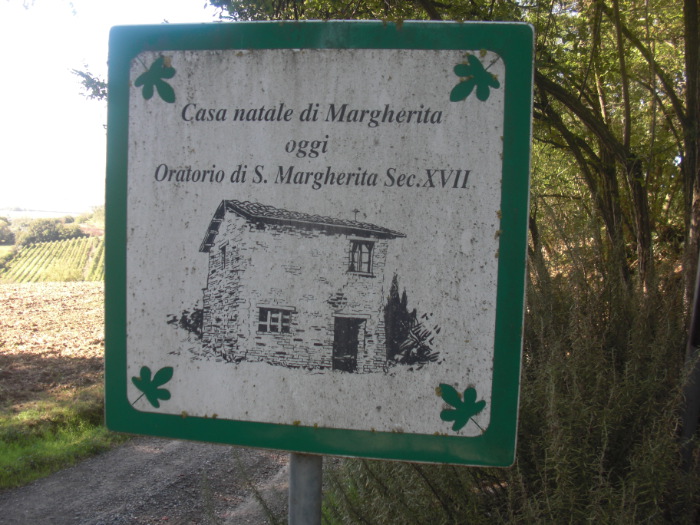 Casa natale di Margherita
oggi
Oratorio di S. Margherita Sec.XVII